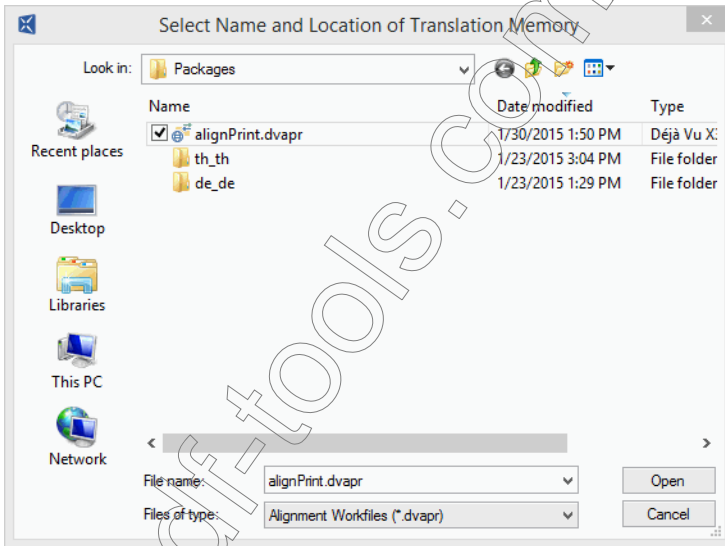 Select Name and Location of Translation Memory
Look in: Packages
Name Date modified Type
alignPrint.dvapr 1/30/2015 1:50 PM Déjà Vu X3
th_th 1/23/2015 3:04 PM File folder
de_de 1/23/2015 1:29 PM File folder
Recent places
Desktop
Libraries
This PC
Network
File name: alignPrint.dvapr Open
Files of type: Alignment Workfiles (*.dvapr) Cancel
df-tools.com